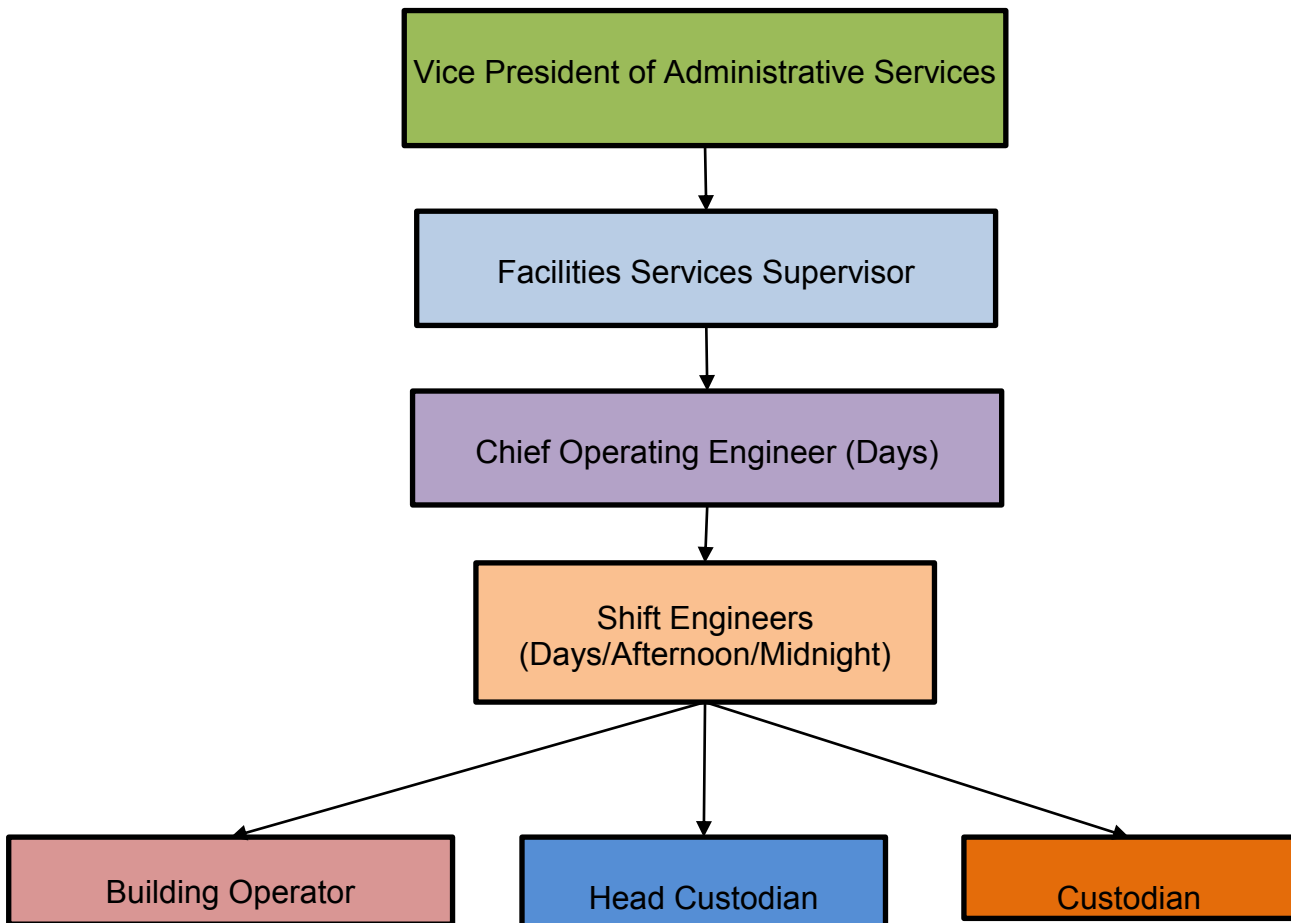 Vice President of Administrative Services
Facilities Services Supervisor
Chief Operating Engineer (Days)
Shift Engineers
(Days/Afternoon/Midnight)
Building Operator
Head Custodian
Custodian